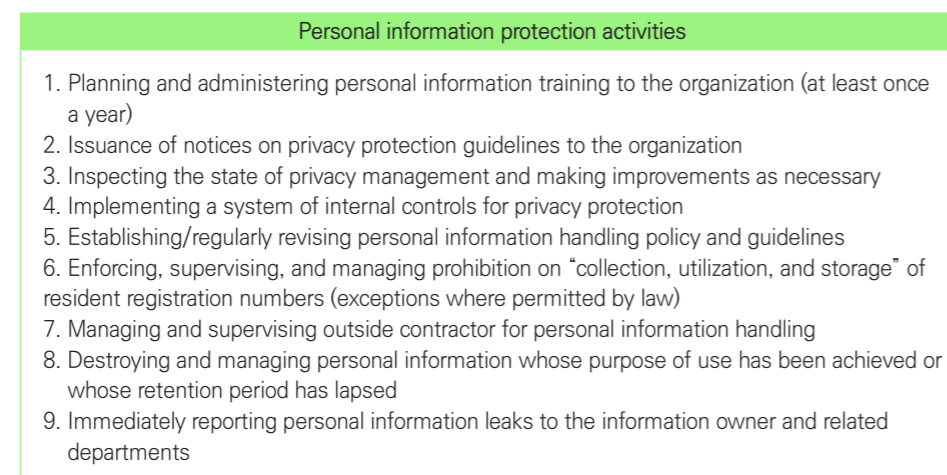 Personal information protection activities
1. Planning and administering personal information training to the organization (at least once
a year)
2. Issuance of notices on privacy protection guidelines to the organization
3. Inspecting the state of privacy management and making improvements as necessary
4. Implementing a system of internal controls for privacy protection
5. Establishing/regularly revising personal information handling policy and guidelines
6. Enforcing, supervising, and managing prohibition on “collection, utilization, and storage” of
resident registration numbers (exceptions where permitted by law)
7. Managing and supervising outside contractor for personal information handling
8. Destroying and managing personal information whose purpose of use has been achieved or
whose retention period has lapsed
9. Immediately reporting personal information leaks to the information owner and related
departments